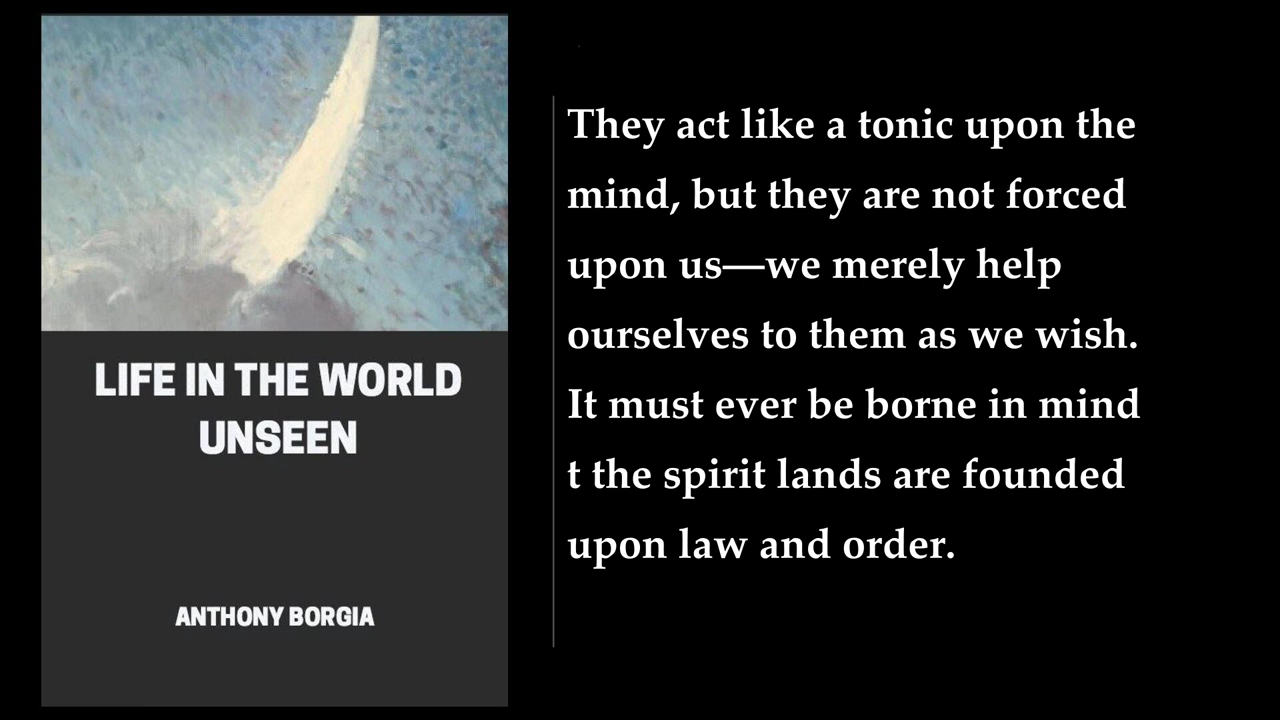 LIFE IN THE WORLD
UNSEEN
ANTHONY BORGIA
They act like a tonic upon the
mind, but they are not forced
upon us—we merely help
ourselves to them as we wish.
It must ever be borne in mind
t the spirit lands are founded
upon law and order.